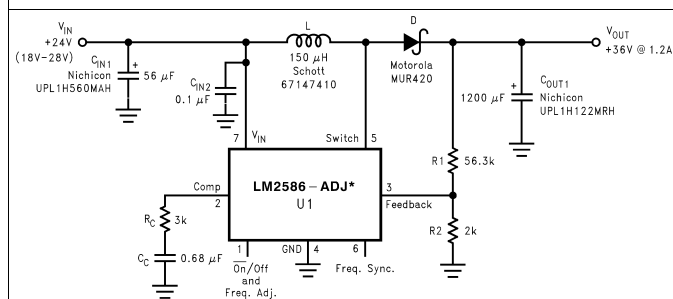 V_IN
+24V
(18V–28V)
C_IN1
Nichicon
UPL1H560MAH
+
56 μF
C_IN2
0.1 μF
L
150 μH
Schott
67147410
D
Motorola
MUR420
V_OUT
+36V @ 1.2A
+
1200 μF
C_OUT1
Nichicon
UPL1H122MRH
R1
56.3k
R2
2k
7
V_IN
Switch
5
LM2586–ADJ*
U1
Comp
2
3
Feedback
R_C
3k
C_C
0.68 μF
1
On/Off
and
Freq. Adj.
GND
4
6
Freq. Sync.